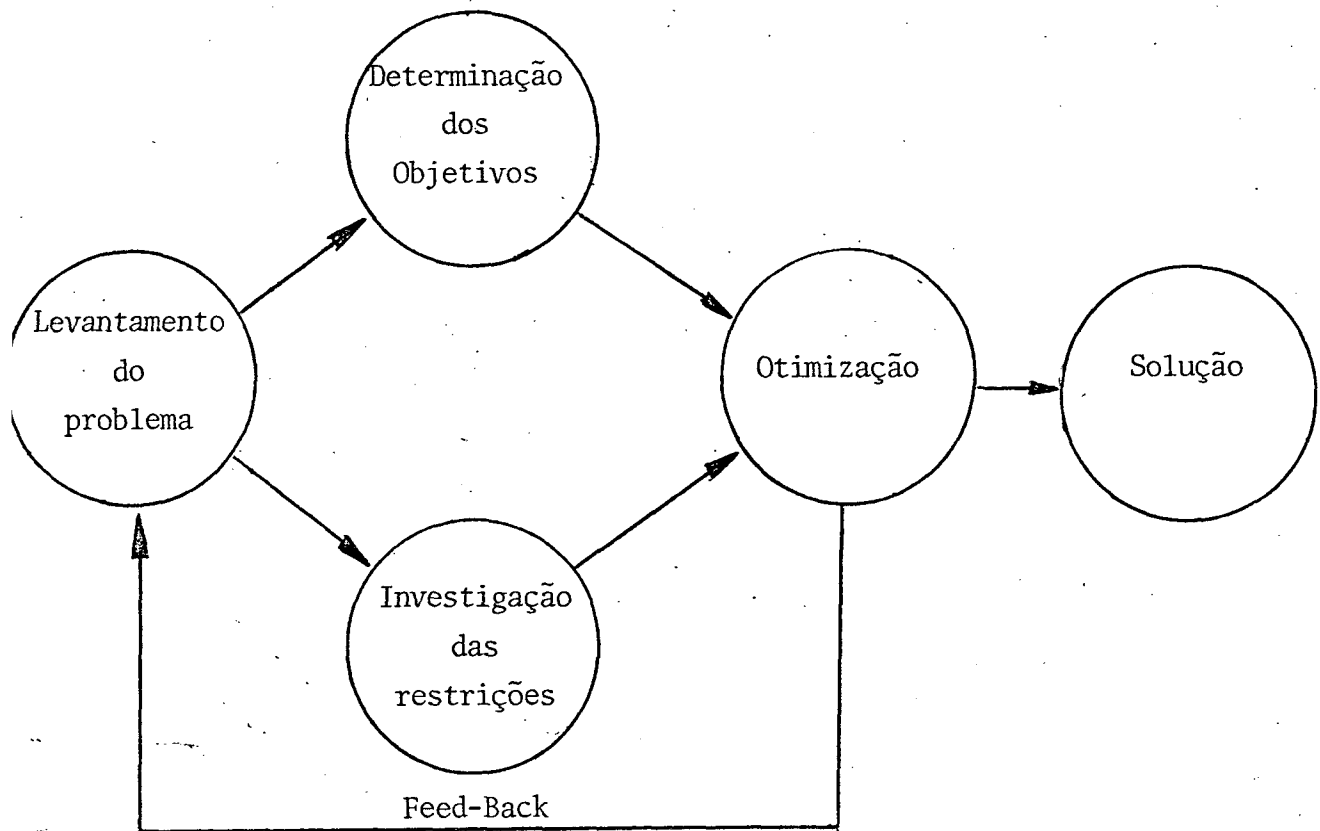 Determinação
dos
Objetivos
Levantamento
do
problema
Otimização
Solução
Investigação
das
restrições
Feed-Back